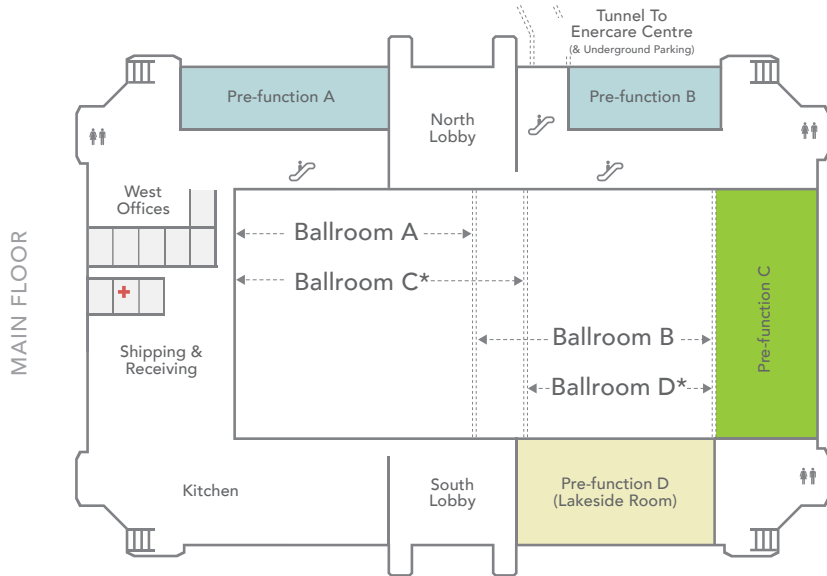 Tunnel To
Enercare Centre
(& Underground Parking)
Pre-function A
Pre-function B
North
Lobby
West
Offices
Ballroom A
Ballroom C*
MAIN FLOOR
Pre-function C
Ballroom B
Shipping &
Receiving
Ballroom D*
Kitchen
South
Lobby
Pre-function D
(Lakeside Room)